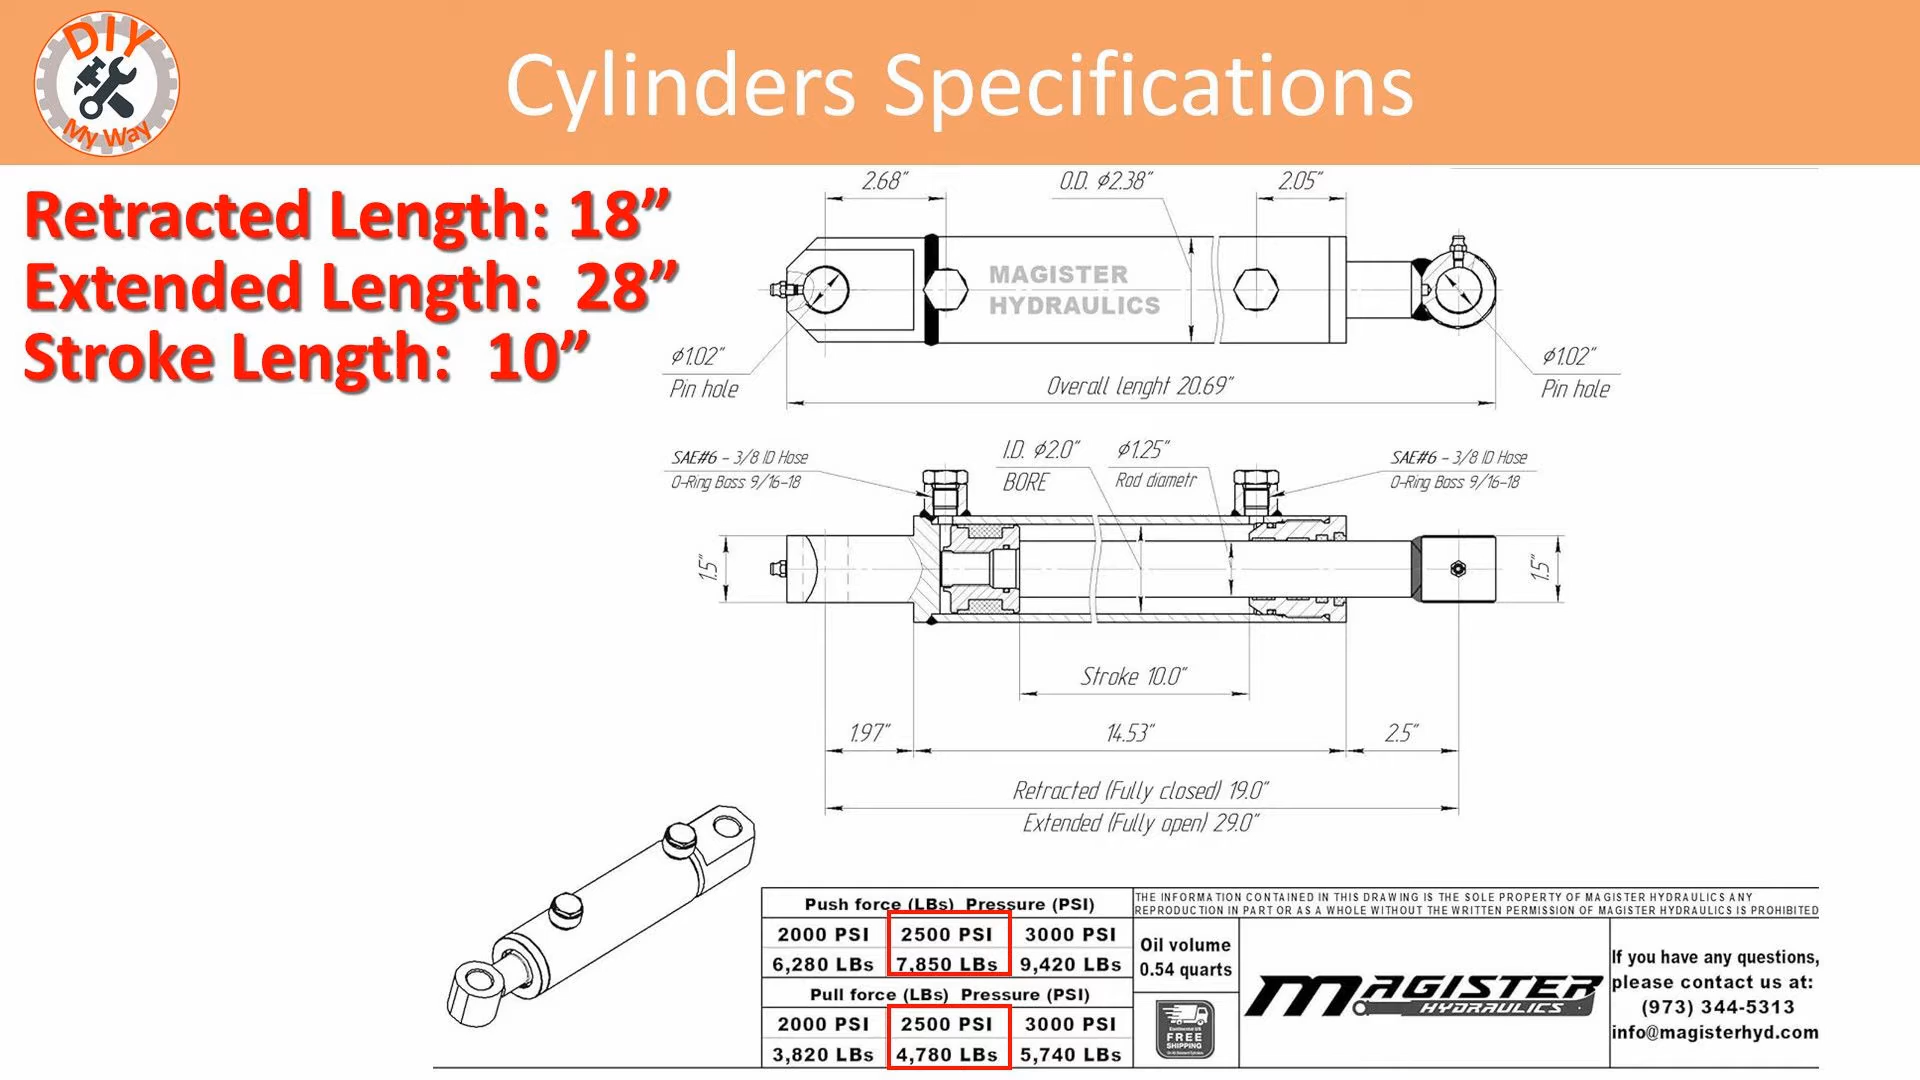 DIY
My Way
Cylinders Specifications
Retracted Length: 18”
Extended Length: 28”
Stroke Length: 10”
2.68"
O.D. ϕ2.38"
2.05"
MAGISTER
HYDRAULICS
ϕ1.02"
Pin hole
ϕ1.02"
Pin hole
Overall lenght 20.69"
SAE#6 - 3/8 ID Hose
O-Ring Boss 9/16-18
I.D. ϕ2.0"
BORE
ϕ1.25"
Rod diametr
SAE#6 - 3/8 ID Hose
O-Ring Boss 9/16-18
1.5"
1.5"
Stroke 10.0"
1.97"
14.53"
2.5"
Retracted (Fully closed) 19.0"
Extended (Fully open) 29.0"
Push force (LBs) Pressure (PSI)
2000 PSI 2500 PSI 3000 PSI
6,280 LBs 7,850 LBs 9,420 LBs
Pull force (LBs) Pressure (PSI)
2000 PSI 2500 PSI 3000 PSI
3,820 LBs 4,780 LBs 5,740 LBs
THE INFORMATION CONTAINED IN THIS DRAWING IS THE SOLE PROPERTY OF MAGISTER HYDRAULICS ANY
REPRODUCTION IN PART OR AS A WHOLE WITHOUT THE WRITTEN PERMISSION OF MAGISTER HYDRAULICS IS PROHIBITED
Oil volume
0.54 quarts
FREE
SHIPPING
MAGISTER
HYDRAULICS
If you have any questions,
please contact us at:
(973) 344-5313
info@magisterhyd.com